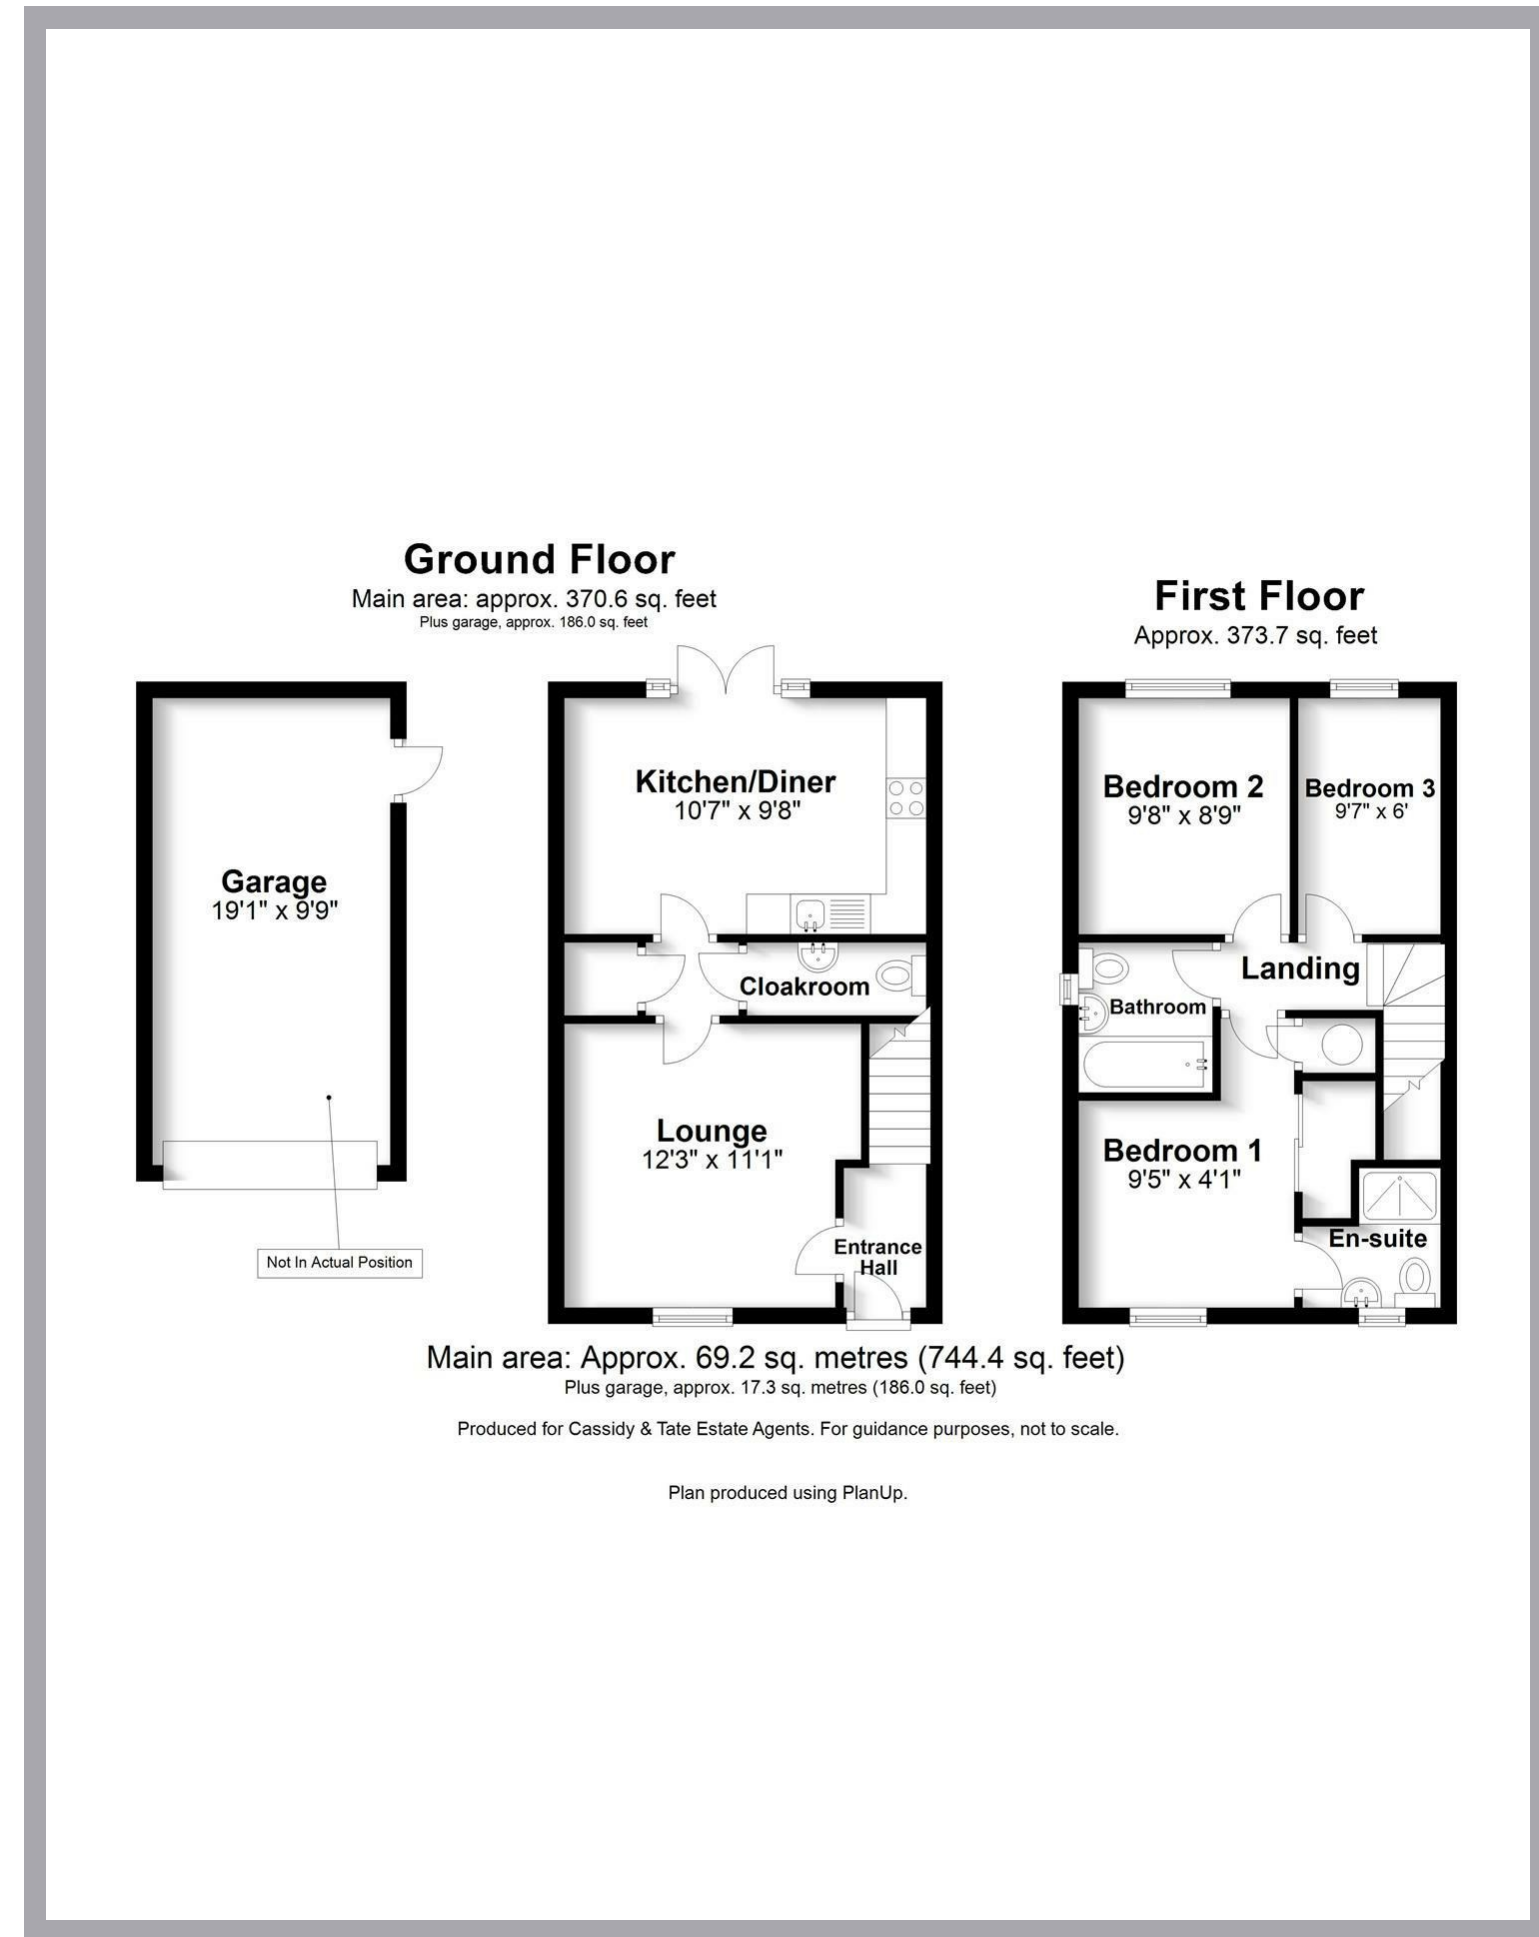 Ground Floor
Main area: approx. 370.6 sq. feet
Plus garage, approx. 186.0 sq. feet
First Floor
Approx. 373.7 sq. feet
Kitchen/Diner
10'7" x 9'8"
Bedroom 2
9'8" x 8'9"
Bedroom 3
9'7" x 6'
Garage
19'1" x 9'9"
Cloakroom
Landing
Bathroom
Lounge
12'3" x 11'1"
Bedroom 1
9'5" x 4'1"
Entrance
Hall
En-suite
Not In Actual Position
Main area: Approx. 69.2 sq. metres (744.4 sq. feet)
Plus garage, approx. 17.3 sq. metres (186.0 sq. feet)
Produced for Cassidy & Tate Estate Agents. For guidance purposes, not to scale.
Plan produced using PlanUp.